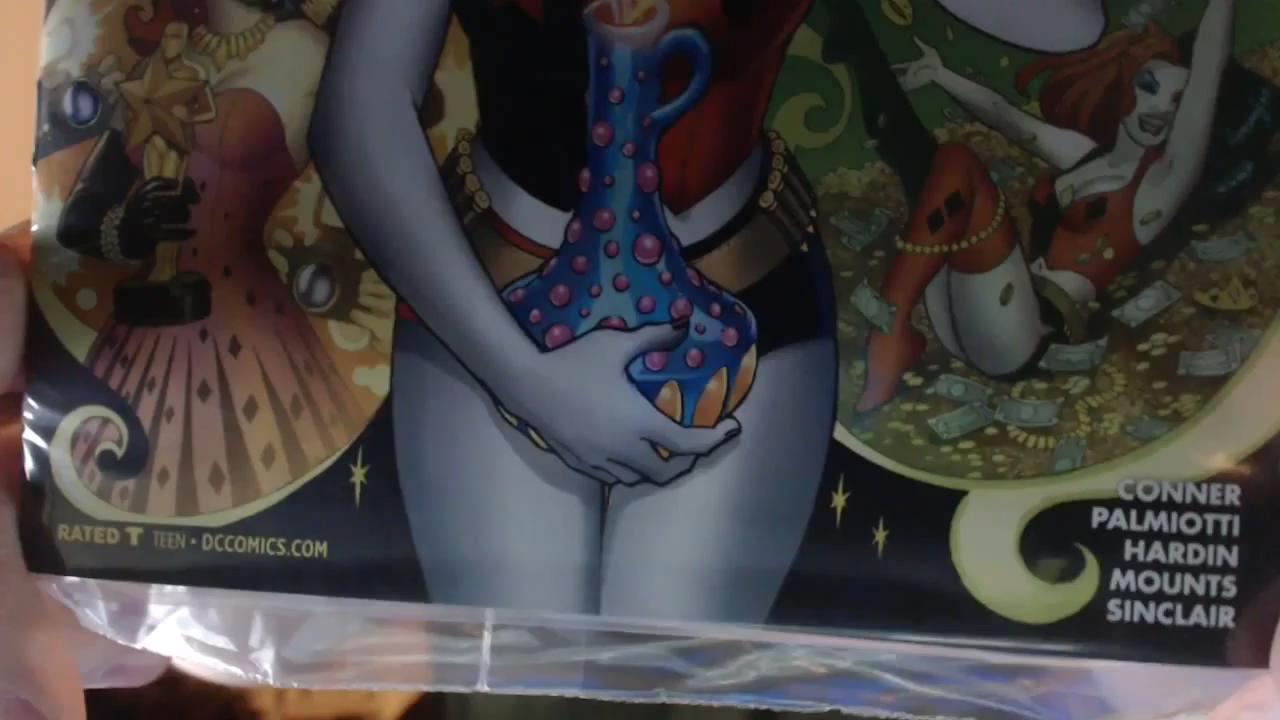 RATED T TEEN • DCCOMICS.COM
CONNER
PALMIOTTI
HARDIN
MOUNTS
SINCLAIR